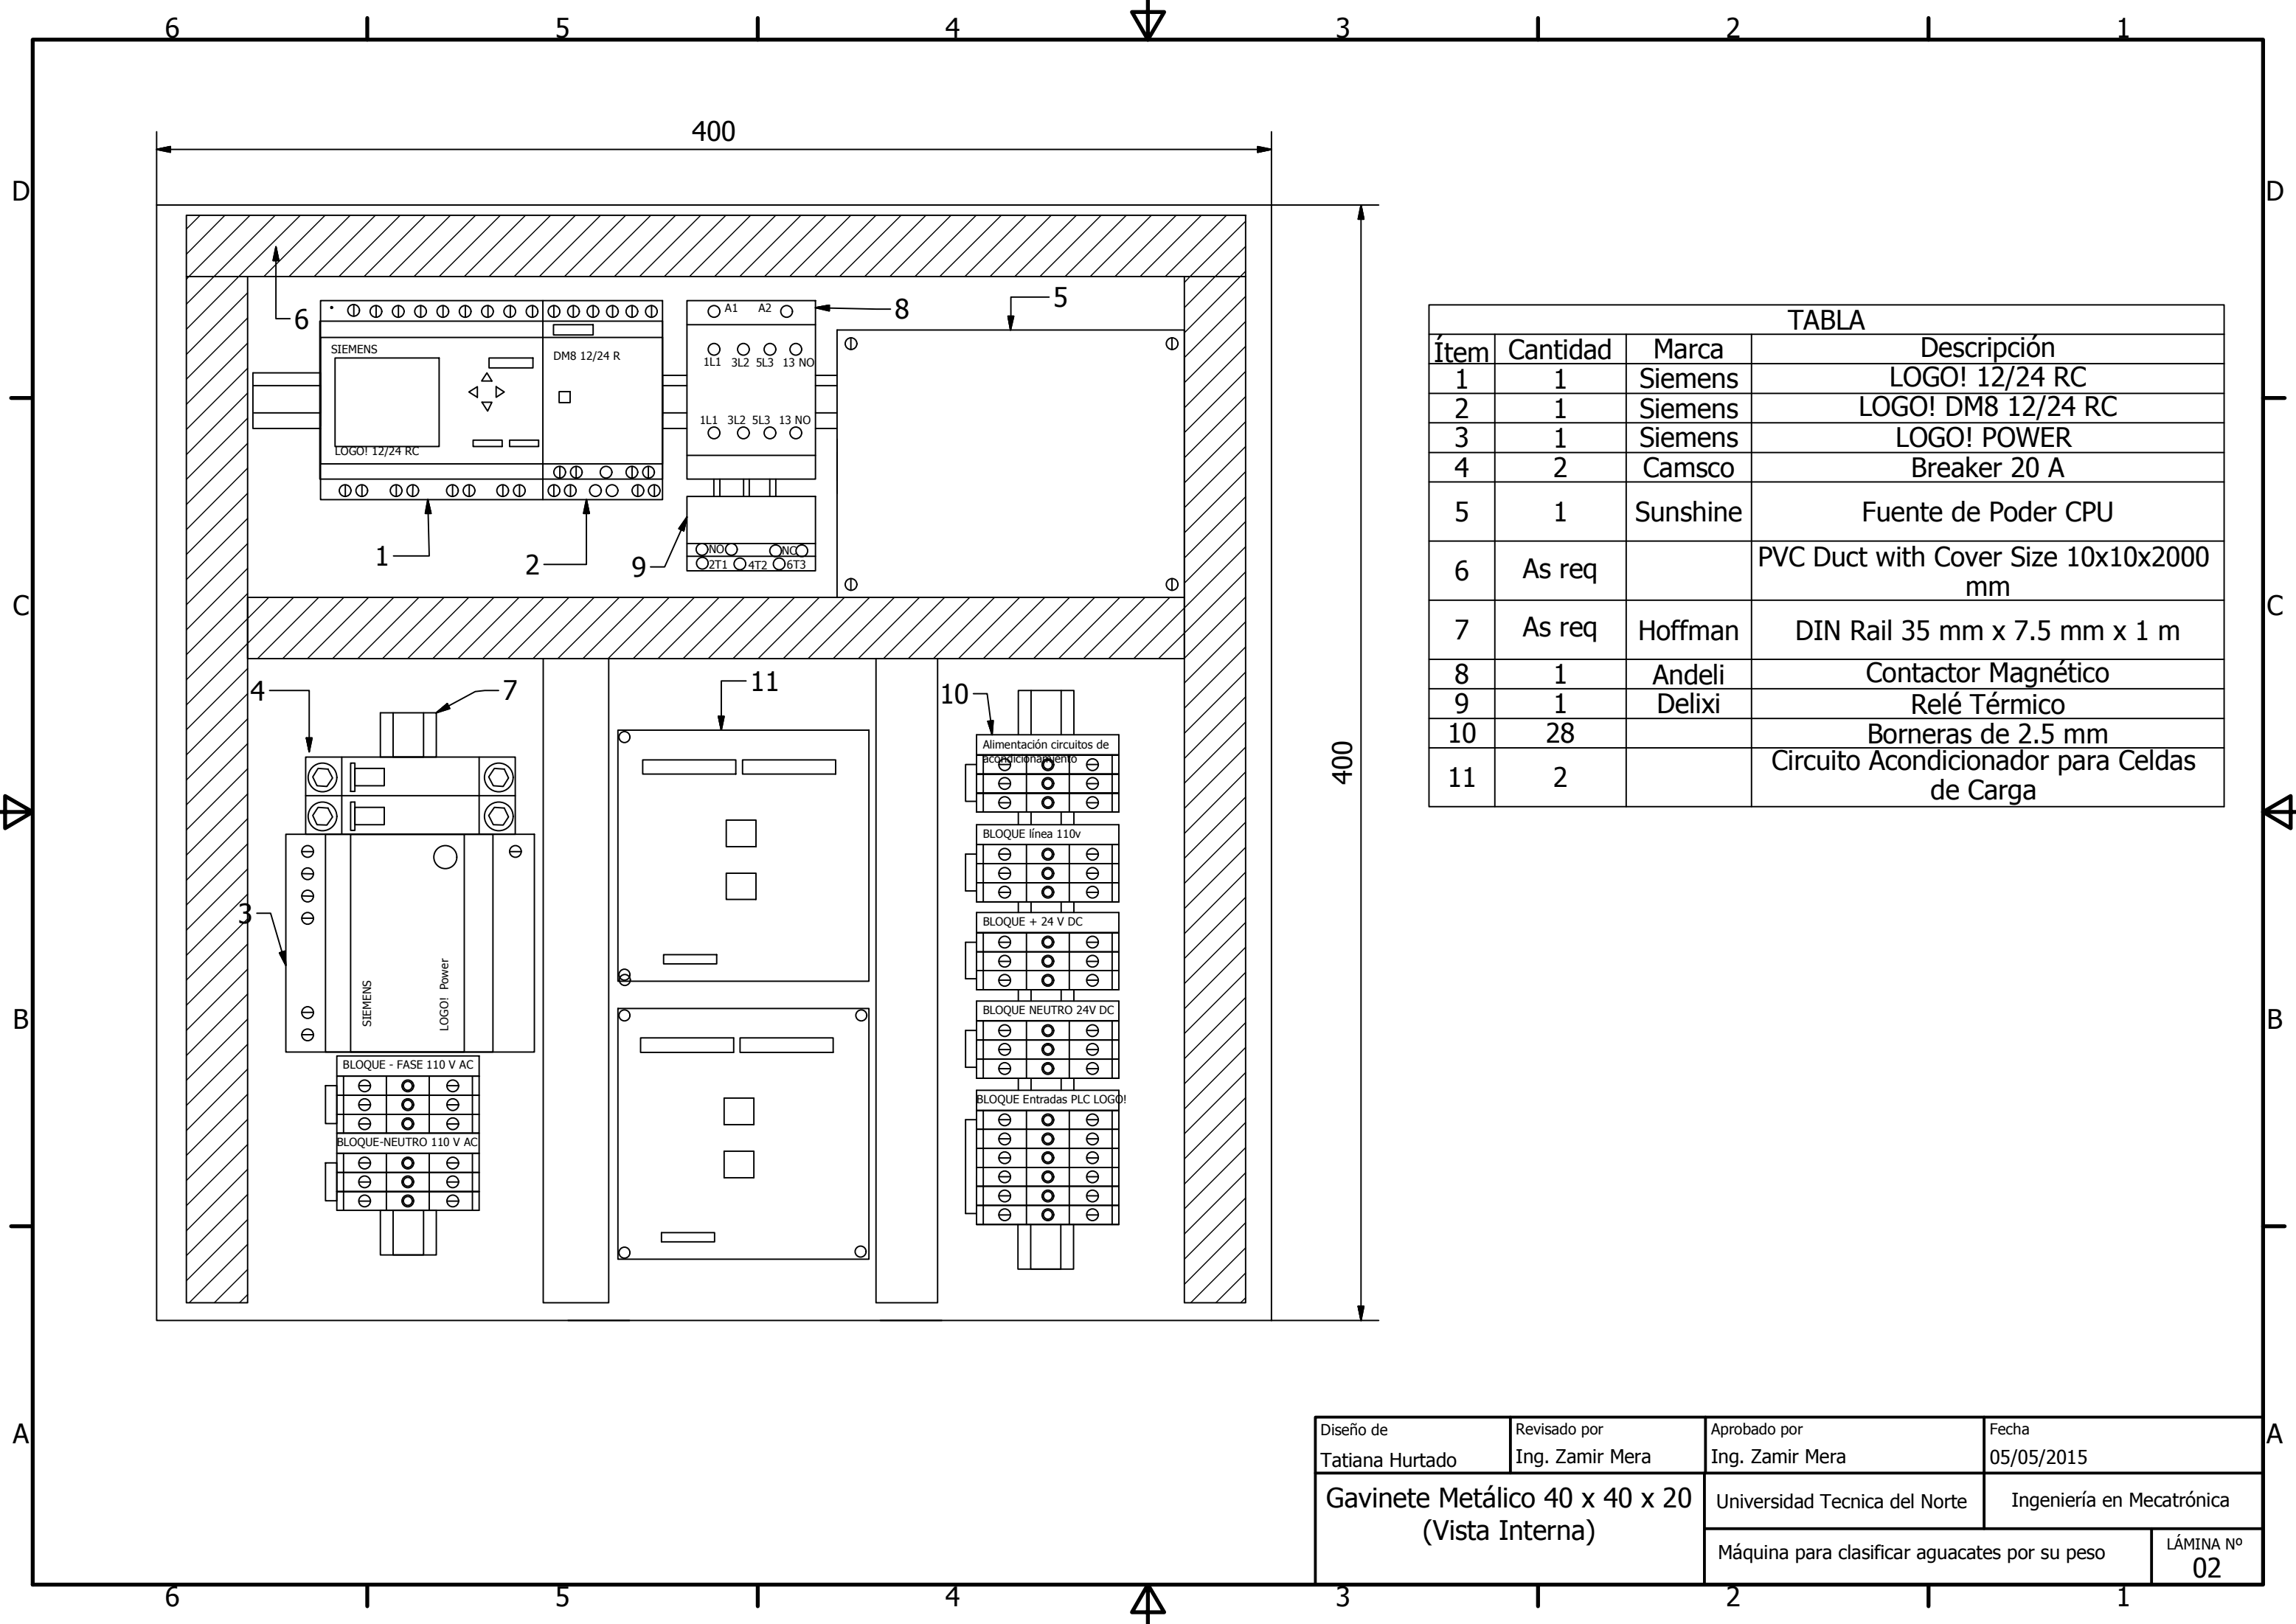 6 5 4 3 2 1
D D
C C
B B
A A
6 5 4 3 2 1
400
400
6
8
5
SIEMENS
LOGO! 12/24 RC
DM8 12/24 R
A1 A2
1L1 3L2 5L3 13 NO
1L1 3L2 5L3 13 NO
NO NC
2T1 4T2 6T3
1
2
9
4
7
11
10
3
SIEMENS
LOGO! Power
BLOQUE - FASE 110 V AC
BLOQUE-NEUTRO 110 V AC
Alimentación circuitos de
acondicionamiento
BLOQUE línea 110v
BLOQUE + 24 V DC
BLOQUE NEUTRO 24V DC
BLOQUE Entradas PLC LOGO!
TABLA
Ítem Cantidad Marca Descripción
1 1 Siemens LOGO! 12/24 RC
2 1 Siemens LOGO! DM8 12/24 RC
3 1 Siemens LOGO! POWER
4 2 Camsco Breaker 20 A
5 1 Sunshine Fuente de Poder CPU
6 As req PVC Duct with Cover Size 10x10x2000
mm
7 As req Hoffman DIN Rail 35 mm x 7.5 mm x 1 m
8 1 Andeli Contactor Magnético
9 1 Delixi Relé Térmico
10 28 Borneras de 2.5 mm
11 2 Circuito Acondicionador para Celdas
de Carga
Diseño de
Tatiana Hurtado
Revisado por
Ing. Zamir Mera
Aprobado por
Ing. Zamir Mera
Fecha
05/05/2015
Gavinete Metálico 40 x 40 x 20
(Vista Interna)
Universidad Tecnica del Norte
Ingeniería en Mecatrónica
Máquina para clasificar aguacates por su peso
LÁMINA Nº
02